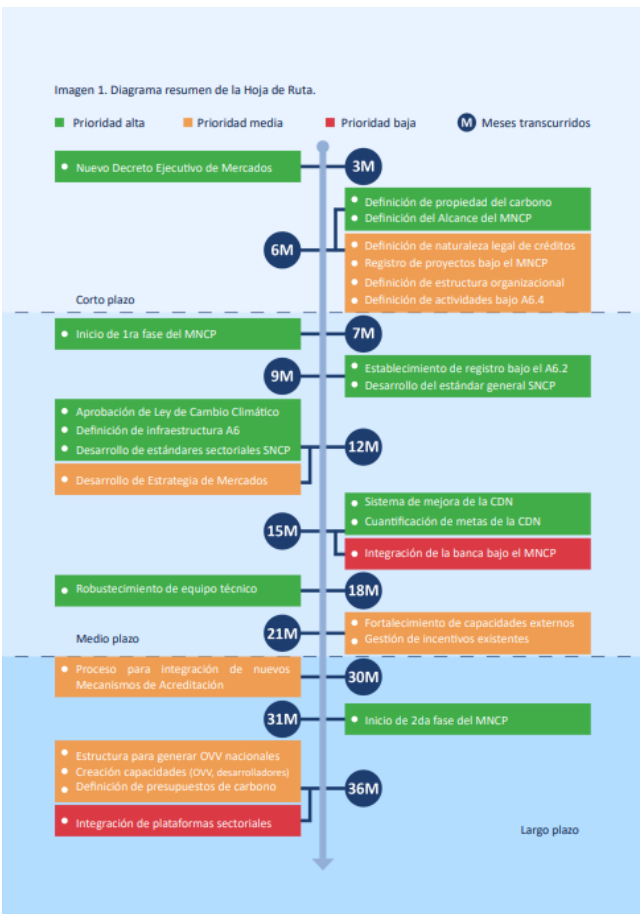 Imagen 1. Diagrama resumen de la Hoja de Ruta.
Prioridad alta
Prioridad media
Prioridad baja
M Meses transcurridos
Nuevo Decreto Ejecutivo de Mercados
3M
Definición de propiedad del carbono
Definición del Alcance del MNCP
6M
Definición de naturaleza legal de créditos
Registro de proyectos bajo el MNCP
Definición de estructura organizacional
Definición de actividades bajo A6.4
Corto plazo
Inicio de 1ra fase del MNCP
7M
9M
Establecimiento de registro bajo el A6.2
Desarrollo del estándar general SNCP
Aprobación de Ley de Cambio Climático
Definición de infraestructura A6
Desarrollo de estándares sectoriales SNCP
12M
Desarrollo de Estrategia de Mercados
Sistema de mejora de la CDN
Cuantificación de metas de la CDN
15M
Integración de la banca bajo el MNCP
Robustecimiento de equipo técnico
18M
21M
Fortalecimiento de capacidades externos
Gestión de incentivos existentes
Medio plazo
Proceso para integración de nuevos
Mecanismos de Acreditación
30M
31M
Inicio de 2da fase del MNCP
Estructura para generar OVV nacionales
Creación capacidades (OVV, desarrolladores)
Definición de presupuestos de carbono
36M
Integración de plataformas sectoriales
Largo plazo